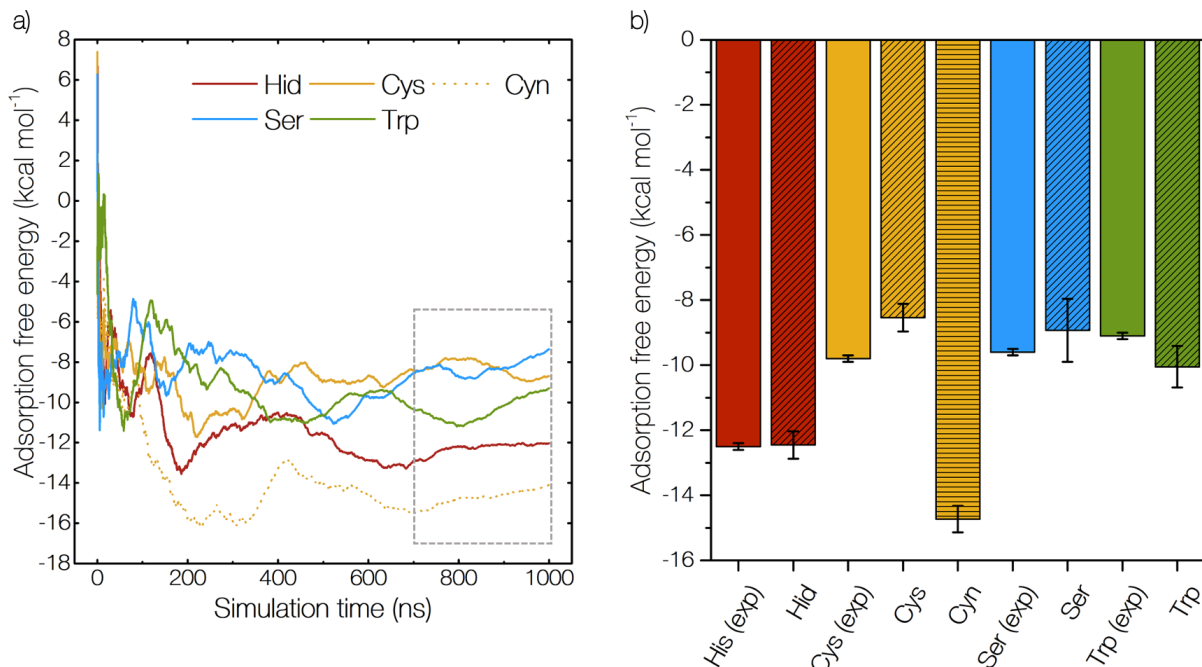 a)
Adsorption free energy (kcal mol⁻¹)
8
6
4
2
0
-2
-4
-6
-8
-10
-12
-14
-16
-18
Hid
Cys
Cyn
Ser
Trp
0
200
400
600
800
1000
Simulation time (ns)
b)
Adsorption free energy (kcal mol⁻¹)
0
-2
-4
-6
-8
-10
-12
-14
-16
His (exp)
Hid
Cys (exp)
Cys
Cyn
Ser (exp)
Ser
Trp (exp)
Trp